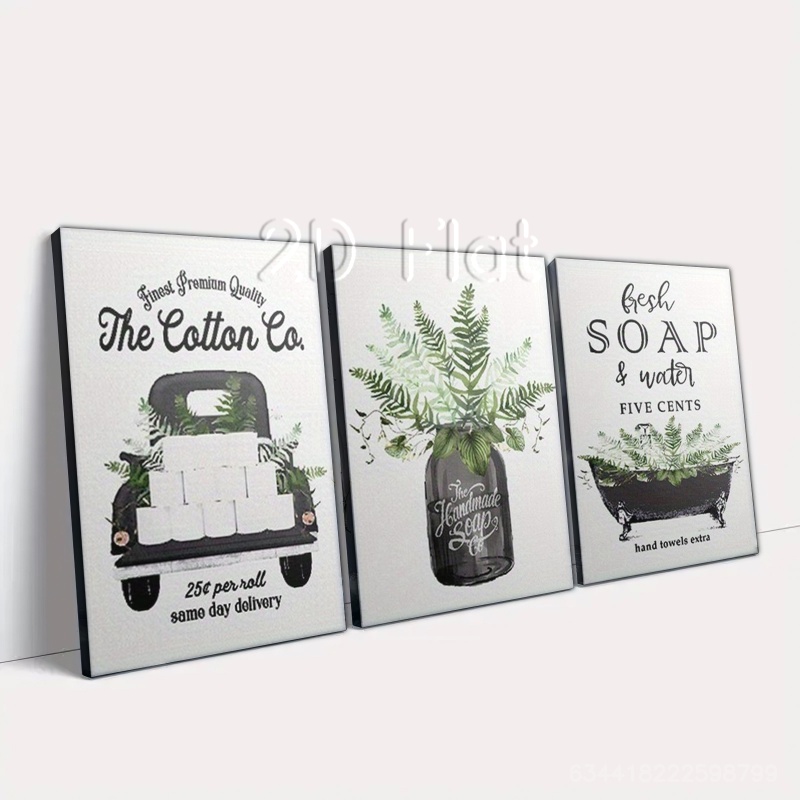 2D Flat
Finest Premium Quality
The Cotton Co.
25¢ per roll
same day delivery
The
Handmade
Soap
Co
fresh
SOAP
& water
FIVE CENTS
hand towels extra